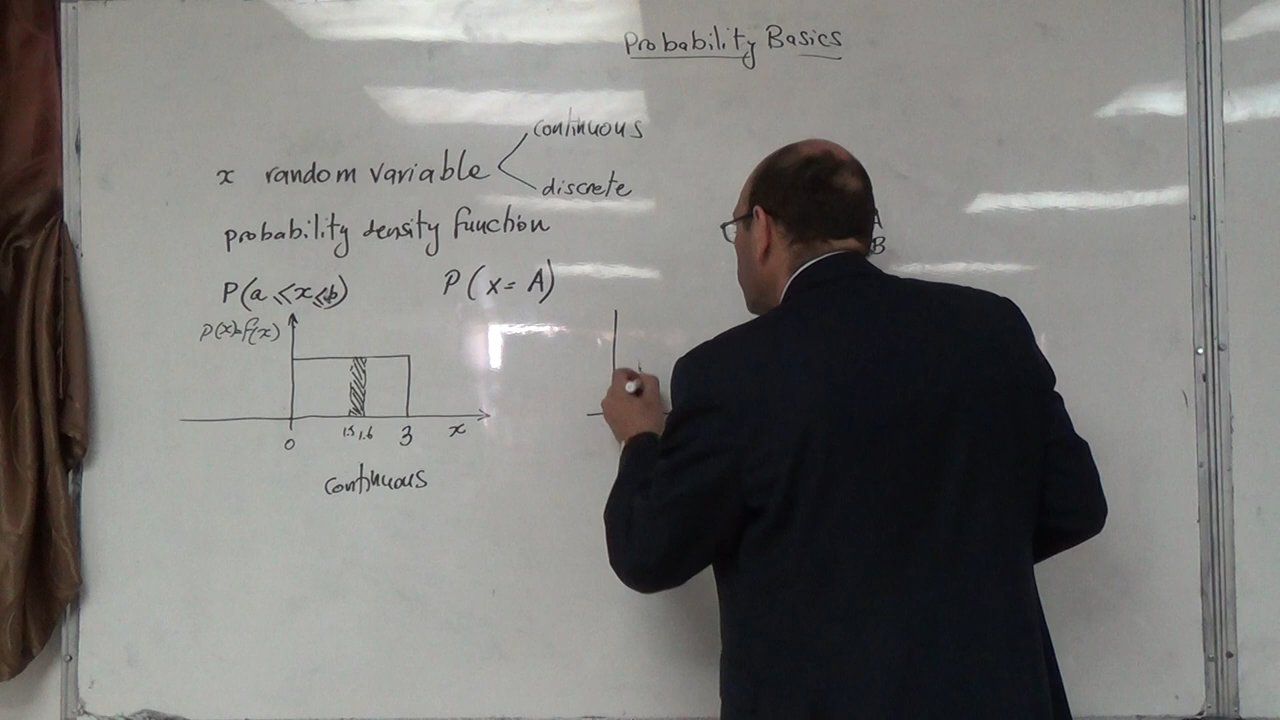 Probability Basics
continuous
x random variable
discrete
probability density function
P(a ≤ x ≤ b) P(x = A)
A
B
P(x)=f(x)
0 1.5 1.6 3 x
continuous